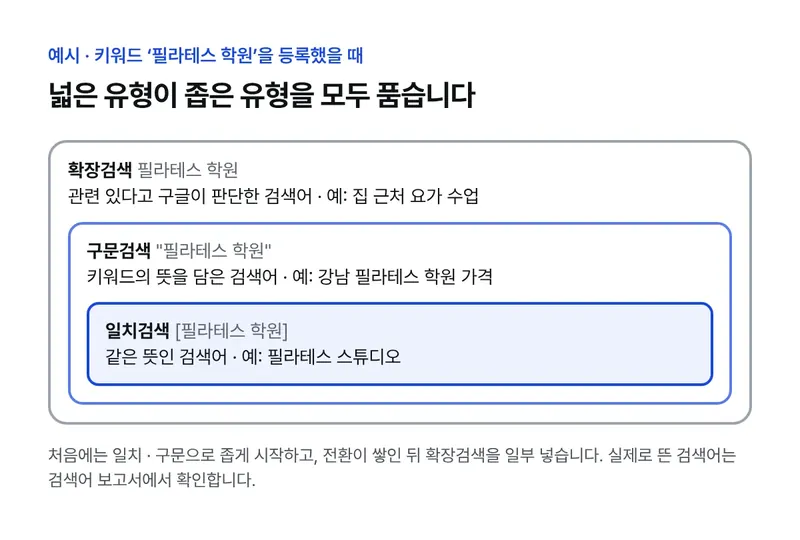 예시 · 키워드 ‘필라테스 학원’을 등록했을 때
넓은 유형이 좁은 유형을 모두 품습니다
확장검색 필라테스 학원
관련 있다고 구글이 판단한 검색어 · 예: 집 근처 요가 수업
구문검색 "필라테스 학원"
키워드의 뜻을 담은 검색어 · 예: 강남 필라테스 학원 가격
일치검색 [필라테스 학원]
같은 뜻인 검색어 · 예: 필라테스 스튜디오
처음에는 일치 · 구문으로 좁게 시작하고, 전환이 쌓인 뒤 확장검색을 일부 넣습니다. 실제로 뜬 검색어는
검색어 보고서에서 확인합니다.